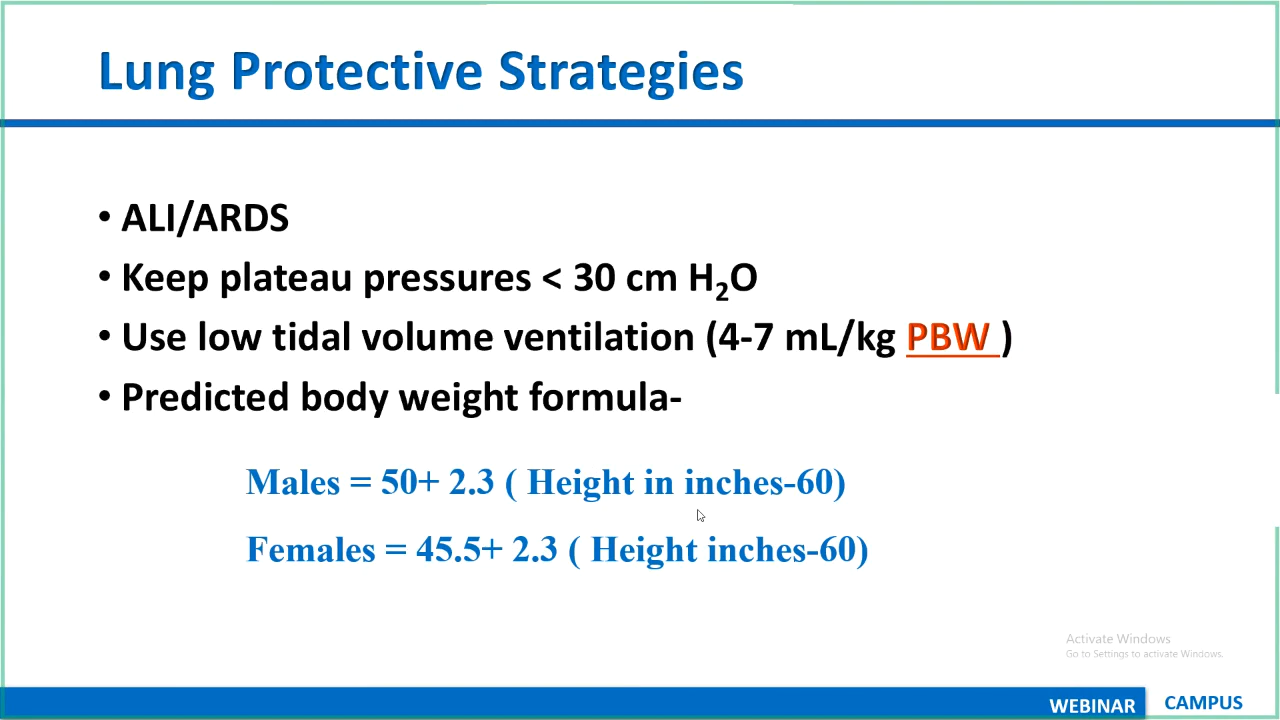 Lung Protective Strategies
• ALI/ARDS
• Keep plateau pressures < 30 cm H₂O
• Use low tidal volume ventilation (4-7 mL/kg PBW )
• Predicted body weight formula-
Males = 50+ 2.3 ( Height in inches-60)
Females = 45.5+ 2.3 ( Height inches-60)
Activate Windows
Go to Settings to activate Windows.
WEBINAR CAMPUS